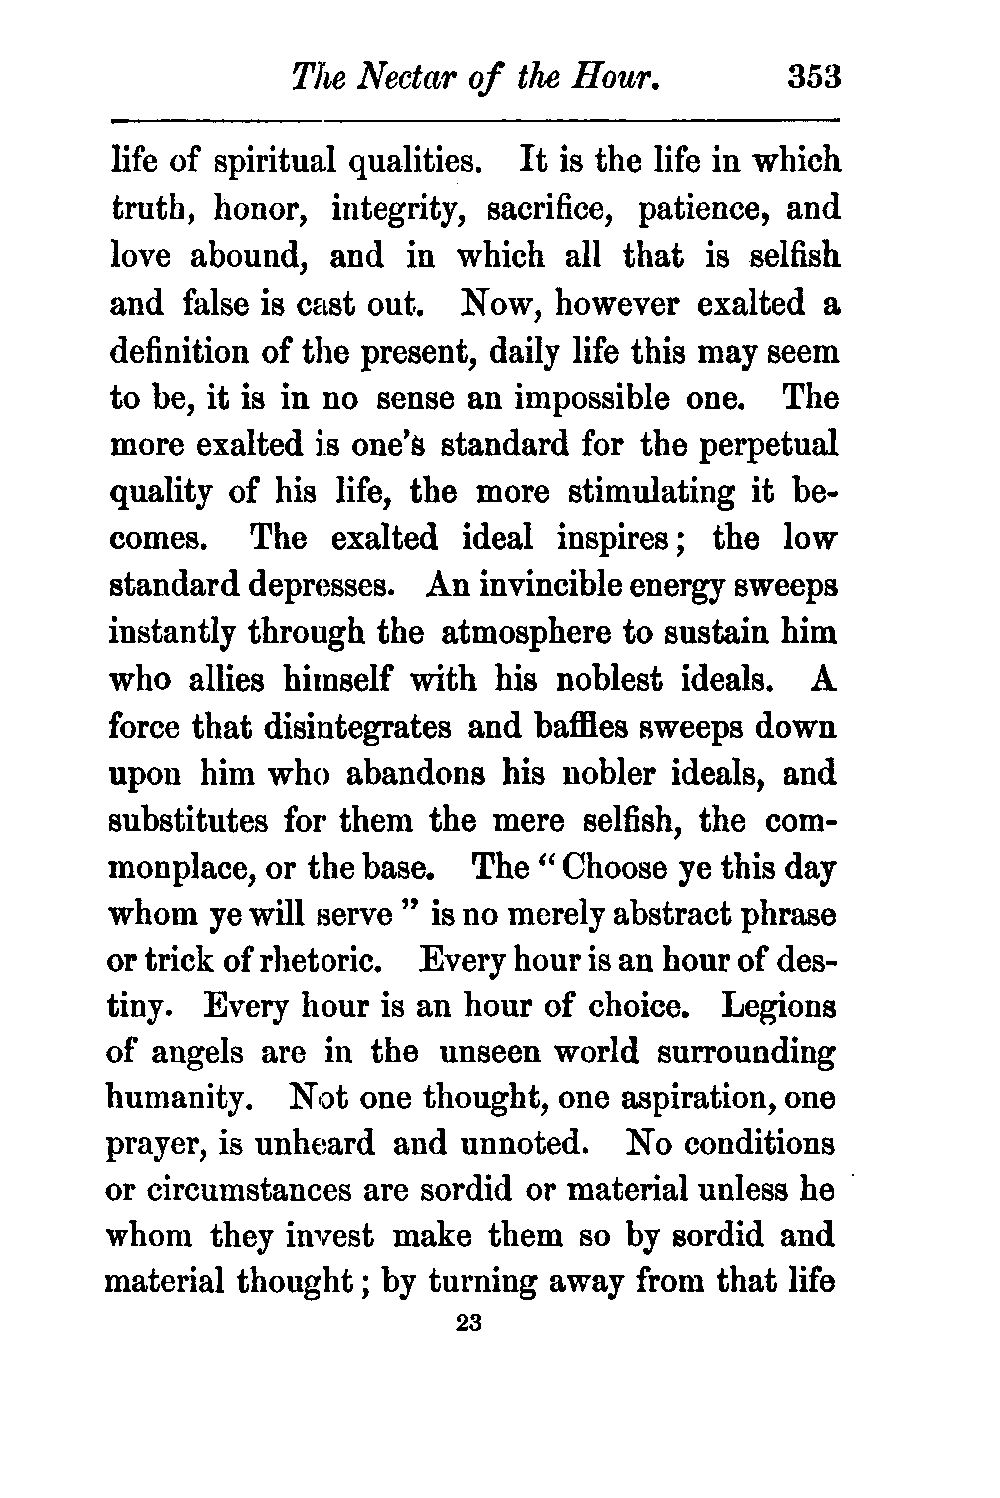 The Nectar of the Hour. 353
life of spiritual qualities. It is the life in which
truth, honor, integrity, sacrifice, patience, and
love abound, and in which all that is selfish
and false is cast out. Now, however exalted a
definition of the present, daily life this may seem
to be, it is in no sense an impossible one. The
more exalted is one's standard for the perpetual
quality of his life, the more stimulating it be-
comes. The exalted ideal inspires; the low
standard depresses. An invincible energy sweeps
instantly through the atmosphere to sustain him
who allies himself with his noblest ideals. A
force that disintegrates and baffles sweeps down
upon him who abandons his nobler ideals, and
substitutes for them the mere selfish, the com-
monplace, or the base. The “Choose ye this day
whom ye will serve” is no merely abstract phrase
or trick of rhetoric. Every hour is an hour of des-
tiny. Every hour is an hour of choice. Legions
of angels are in the unseen world surrounding
humanity. Not one thought, one aspiration, one
prayer, is unheard and unnoted. No conditions
or circumstances are sordid or material unless he
whom they invest make them so by sordid and
material thought; by turning away from that life
23